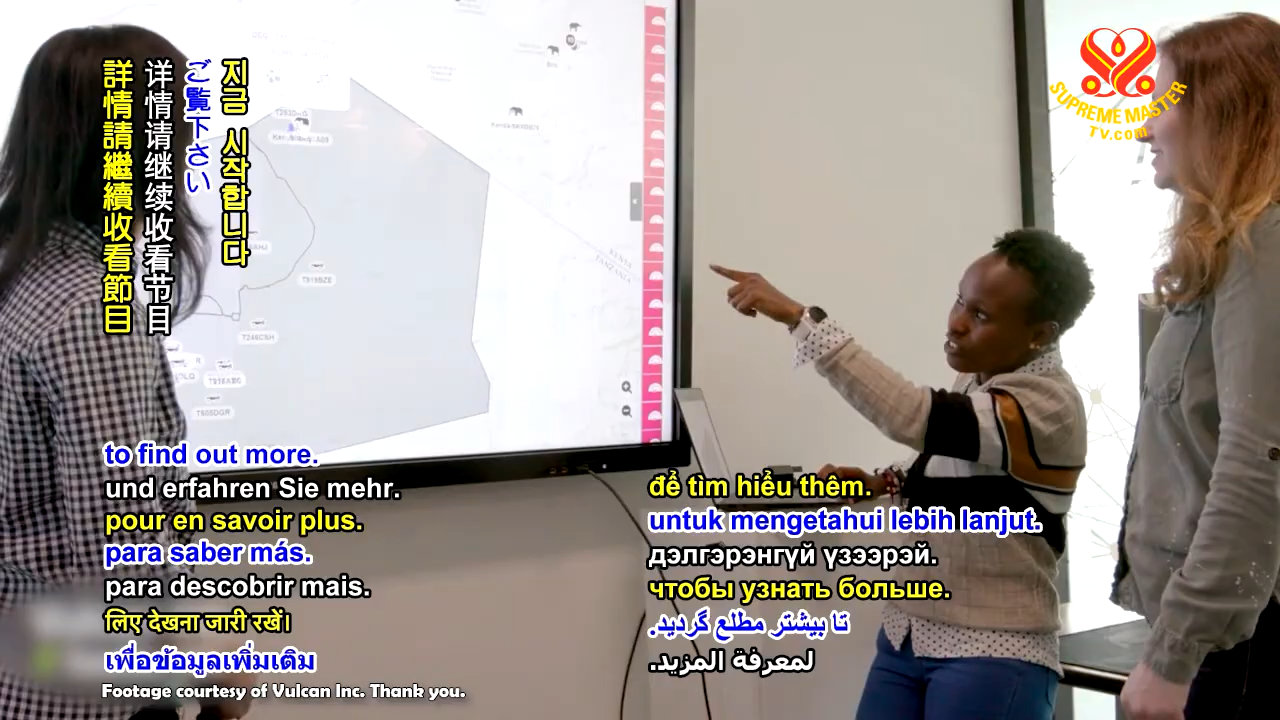 詳情請繼續收看節目
详情请继续收看节目
ご覧下さい
지금 시작합니다
SUPREME MASTER
TV.com
T819BZE
T246CSH
T605DGR
to find out more.
und erfahren Sie mehr.
pour en savoir plus.
para saber más.
para descobrir mais.
लिए देखना जारी रखें।
เพื่อข้อมูลเพิ่มเติม
Footage courtesy of Vulcan Inc. Thank you.
để tìm hiểu thêm.
untuk mengetahui lebih lanjut.
дэлгэрэнгүй үзээрэй.
чтобы узнать больше.
تا بیشتر مطلع گردید.
لمعرفة المزيد.